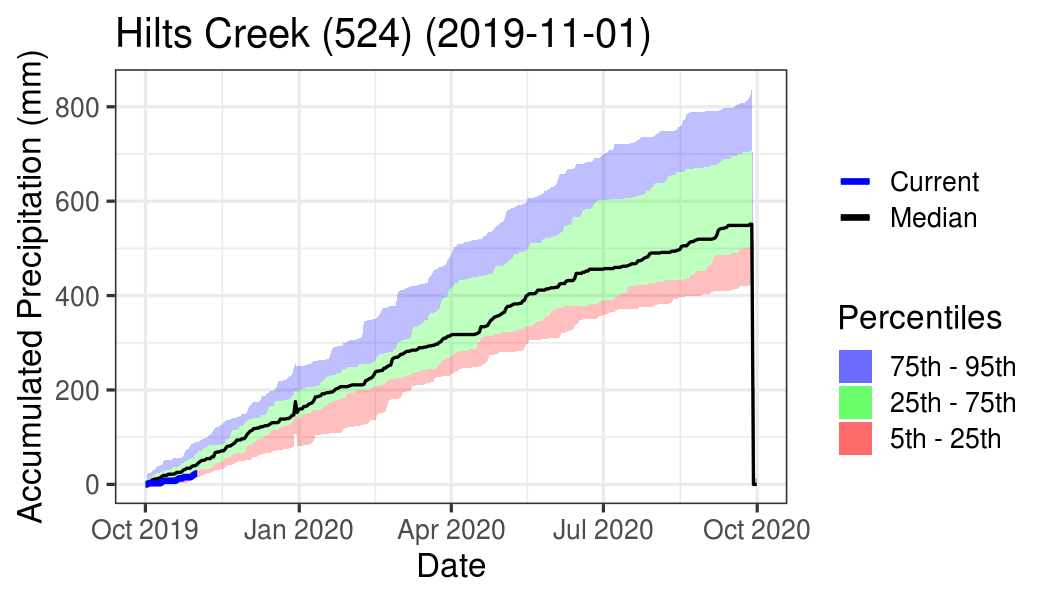 Hilts Creek (524) (2019-11-01)
Accumulated Precipitation (mm)
800
600
400
200
0
Oct 2019 Jan 2020 Apr 2020 Jul 2020 Oct 2020
Date
Current
Median
Percentiles
75th - 95th
25th - 75th
5th - 25th